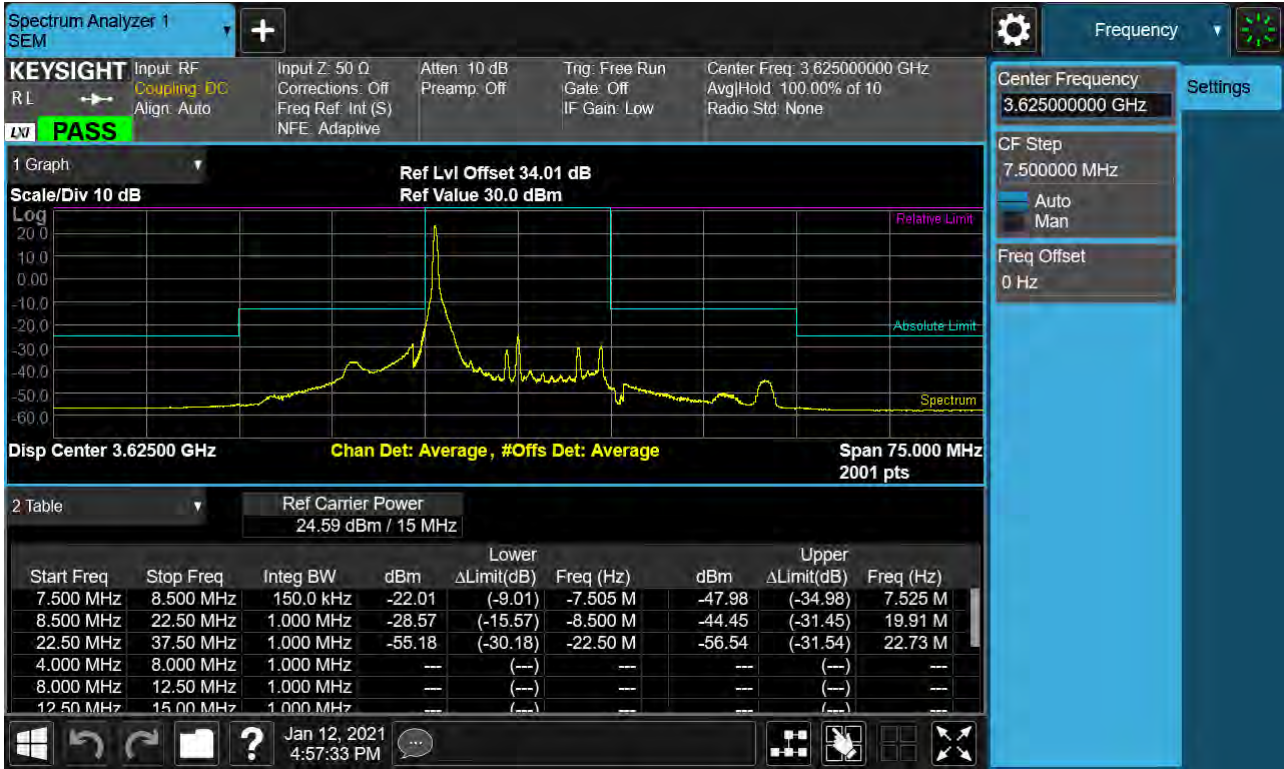 Spectrum Analyzer 1
SEM
Frequency
KEYSIGHT
RL
LXI
PASS
Input: RF
Coupling: DC
Align: Auto
Input Z: 50 Ω
Corrections: Off
Freq Ref: Int (S)
NFE: Adaptive
Atten: 10 dB
Preamp: Off
Trig: Free Run
Gate: Off
IF Gain: Low
Center Freq: 3.625000000 GHz
Avg|Hold: 100.00% of 10
Radio Std: None
Center Frequency
3.625000000 GHz
Settings
CF Step
7.500000 MHz
Auto
Man
Freq Offset
0 Hz
1 Graph
Scale/Div 10 dB
Ref Lvl Offset 34.01 dB
Ref Value 30.0 dBm
Log
20.0
10.0
0.00
-10.0
-20.0
-30.0
-40.0
-50.0
-60.0
Relative Limit
Absolute Limit
Spectrum
Disp Center 3.62500 GHz
Chan Det: Average, #Offs Det: Average
Span 75.000 MHz
2001 pts
2 Table
Ref Carrier Power
24.59 dBm / 15 MHz
Lower Upper
Start Freq Stop Freq Integ BW dBm ΔLimit(dB) Freq (Hz) dBm ΔLimit(dB) Freq (Hz)
7.500 MHz 8.500 MHz 150.0 kHz -22.01 (-9.01) -7.505 M -47.98 (-34.98) 7.525 M
8.500 MHz 22.50 MHz 1.000 MHz -28.57 (-15.57) -8.500 M -44.45 (-31.45) 19.91 M
22.50 MHz 37.50 MHz 1.000 MHz -55.18 (-30.18) -22.50 M -56.54 (-31.54) 22.73 M
4.000 MHz 8.000 MHz 1.000 MHz --- (---) --- --- (---) ---
8.000 MHz 12.50 MHz 1.000 MHz --- (---) --- --- (---) ---
12.50 MHz 15.00 MHz 1.000 MHz --- (---) --- --- (---) ---
?
Jan 12, 2021
4:57:33 PM